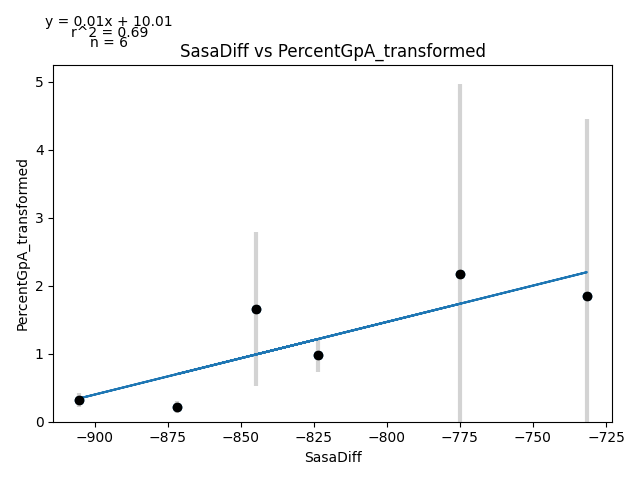 y = 0.01x + 10.01
r^2 = 0.69
n = 6
SasaDiff vs PercentGpA_transformed
PercentGpA_transformed
5
4
3
2
1
0
−900
−875
−850
−825
−800
−775
−750
−725
SasaDiff